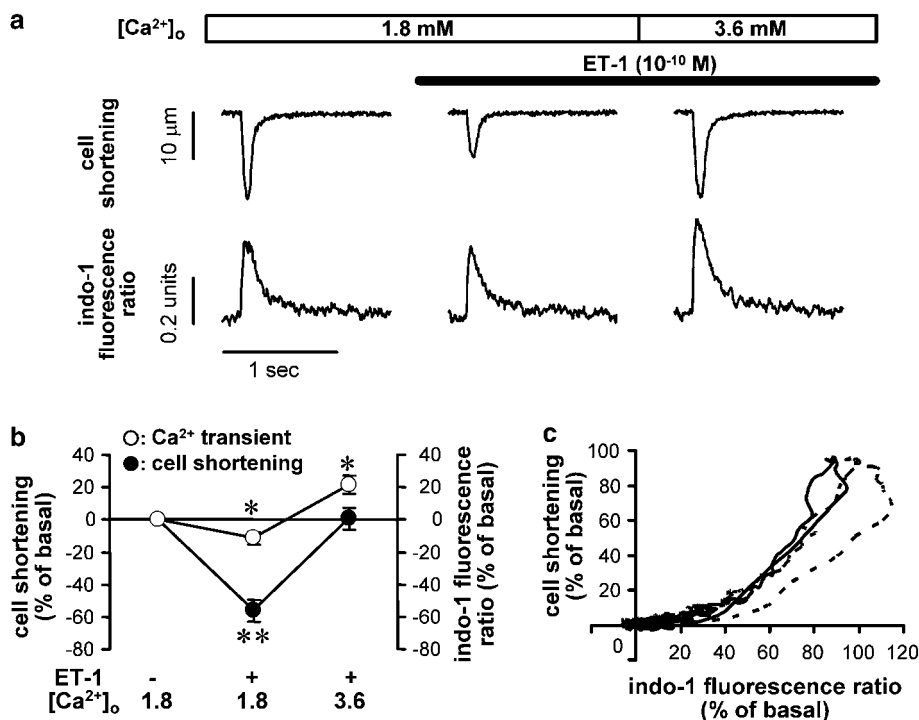 a
[Ca²⁺]ₒ 1.8 mM 3.6 mM
ET-1 (10⁻¹⁰ M)
cell shortening
10 µm
indo-1 fluorescence ratio
0.2 units
1 sec
b
○: Ca²⁺ transient
●: cell shortening
cell shortening (% of basal)
40
20
0
-20
-40
-60
-80
*
*
**
40
20
0
-20
-40
-60
-80
indo-1 fluorescence ratio (% of basal)
ET-1 - + +
[Ca²⁺]ₒ 1.8 1.8 3.6
c
cell shortening (% of basal)
100
80
60
40
20
0
20 40 60 80 100 120
indo-1 fluorescence ratio
(% of basal)